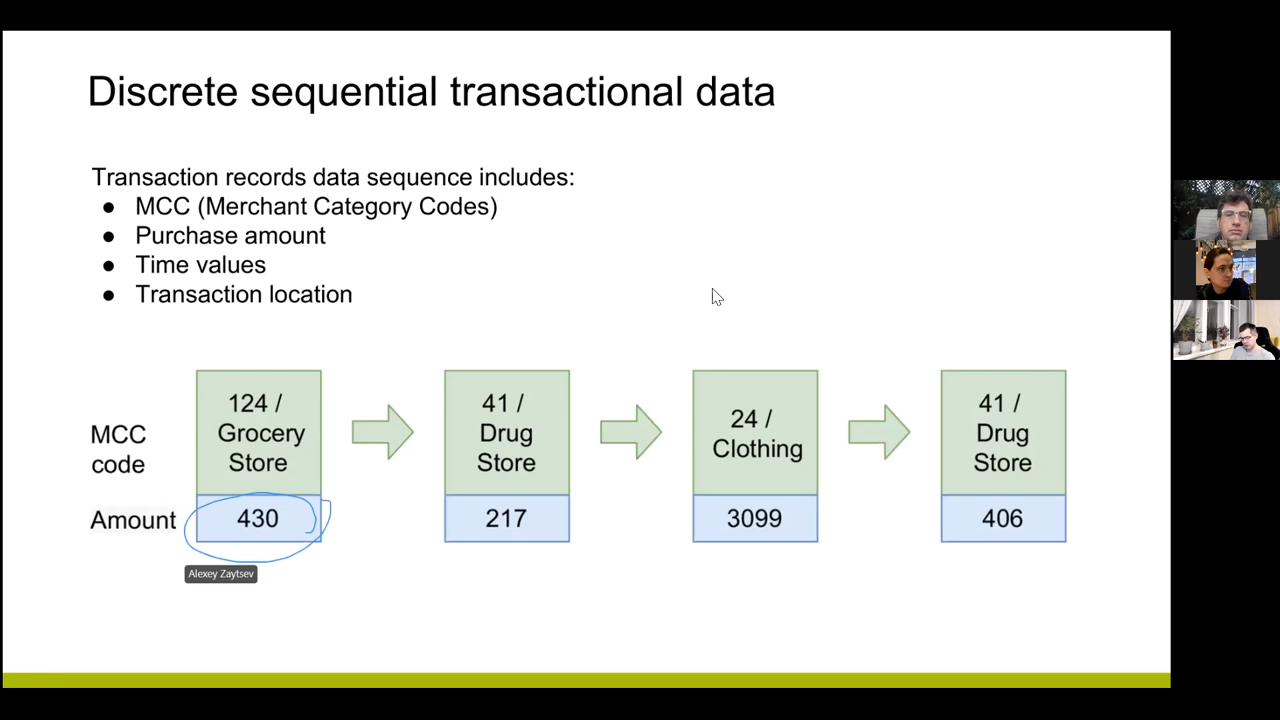 Discrete sequential transactional data
Transaction records data sequence includes:
● MCC (Merchant Category Codes)
● Purchase amount
● Time values
● Transaction location
MCC
code
124 /
Grocery
Store
41 /
Drug
Store
24 /
Clothing
41 /
Drug
Store
Amount
430
217
3099
406
Alexey Zaytsev